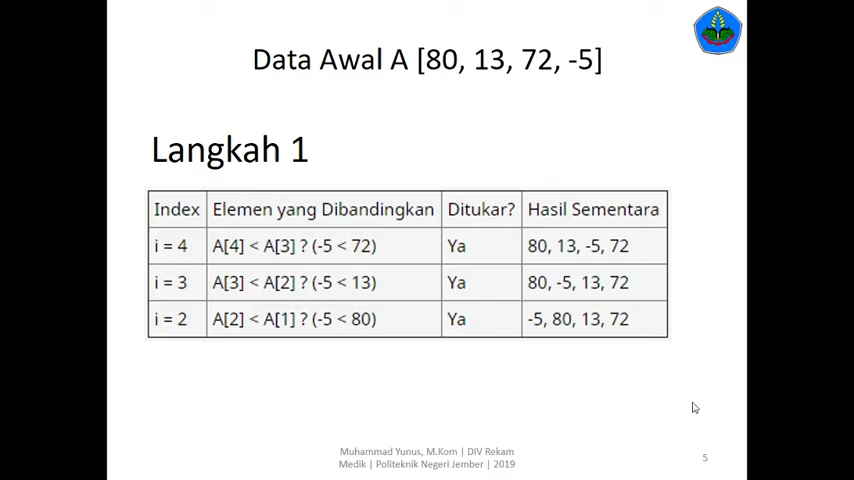 Data Awal A [80, 13, 72, -5]
Langkah 1
Index Elemen yang Dibandingkan Ditukar? Hasil Sementara
i = 4 A[4] < A[3] ? (-5 < 72) Ya 80, 13, -5, 72
i = 3 A[3] < A[2] ? (-5 < 13) Ya 80, -5, 13, 72
i = 2 A[2] < A[1] ? (-5 < 80) Ya -5, 80, 13, 72
Muhammad Yunus, M.Kom | DIV Rekam
Medik | Politeknik Negeri Jember | 2019
5